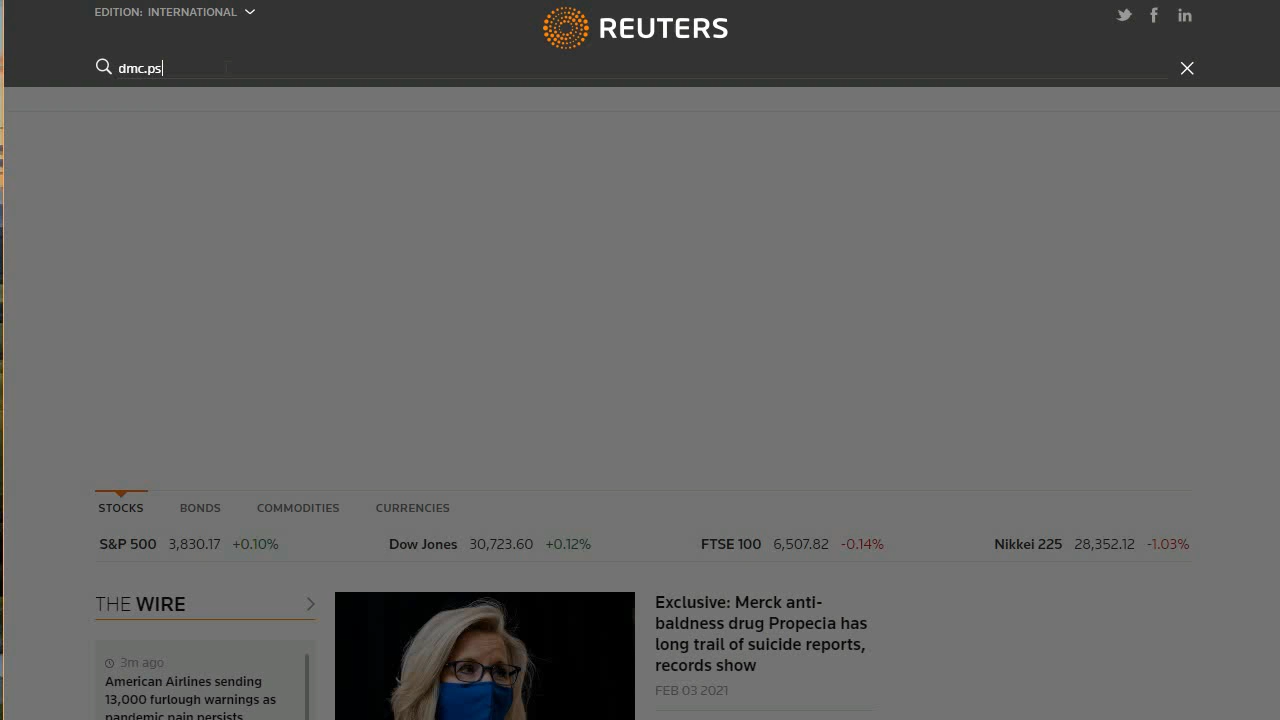 EDITION: INTERNATIONAL
REUTERS
dmc.ps
STOCKS BONDS COMMODITIES CURRENCIES
S&P 500 3,830.17 +0.10% Dow Jones 30,723.60 +0.12% FTSE 100 6,507.82 -0.14% Nikkei 225 28,352.12 -1.03%
THE WIRE
3m ago
American Airlines sending
13,000 furlough warnings as
pandemic pain persists
Exclusive: Merck anti-
baldness drug Propecia has
long trail of suicide reports,
records show
FEB 03 2021